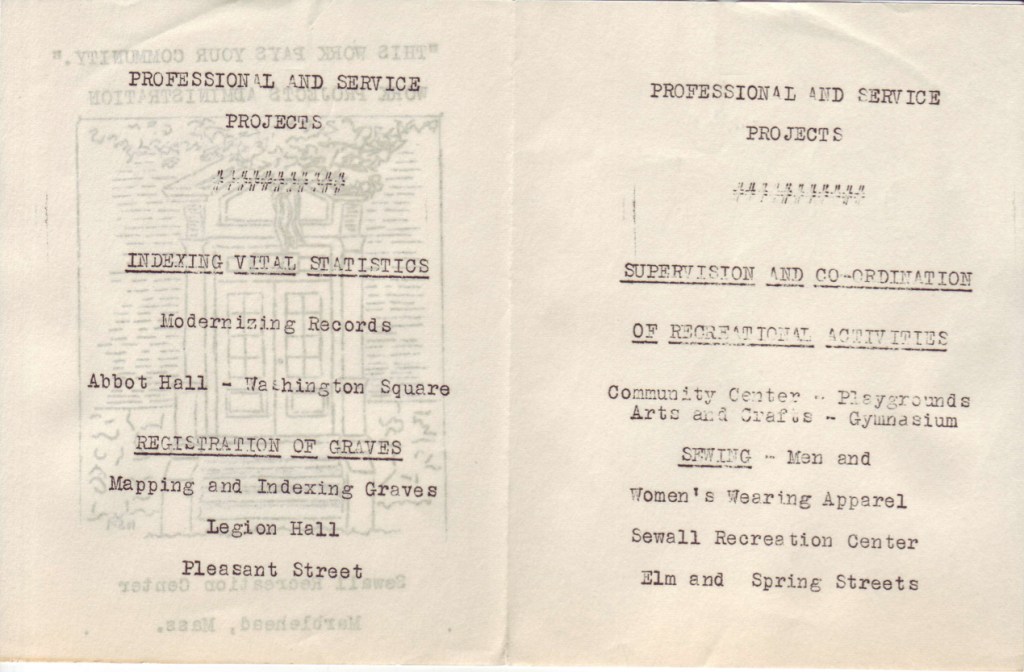 PROFESSIONAL AND SERVICE
PROJECTS
##########
INDEXING VITAL STATISTICS
Modernizing Records
Abbot Hall - Washington Square
REGISTRATION OF GRAVES
Mapping and Indexing Graves
Legion Hall
Pleasant Street
PROFESSIONAL AND SERVICE
PROJECTS
##########
SUPERVISION AND CO-ORDINATION
OF RECREATIONAL ACTIVITIES
Community Center - Playgrounds
Arts and Crafts - Gymnasium
SEWING - Men and
Women's Wearing Apparel
Sewall Recreation Center
Elm and Spring Streets
"THIS WORK PAYS YOUR COMMUNITY."
WORK PROJECTS ADMINISTRATION
Sewall Recreation Center
Marblehead, Mass.